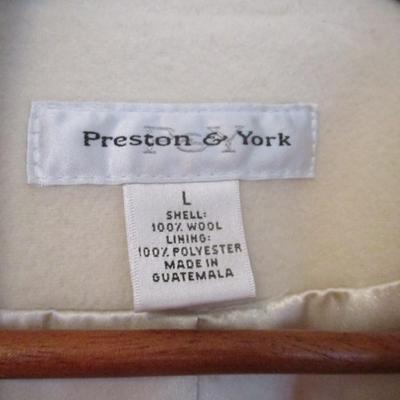 Preston & York
L
SHELL:
100% WOOL
LINING:
100% POLYESTER
MADE IN
GUATEMALA